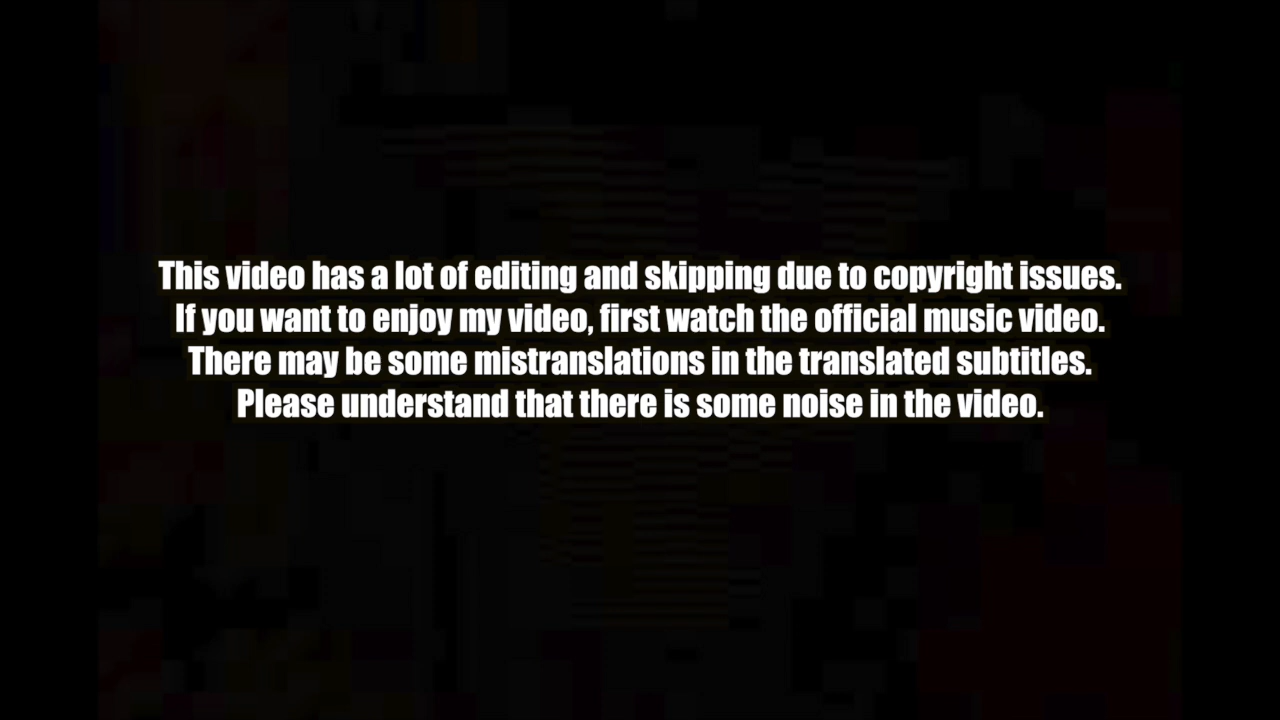 This video has a lot of editing and skipping due to copyright issues.
If you want to enjoy my video, first watch the official music video.
There may be some mistranslations in the translated subtitles.
Please understand that there is some noise in the video.